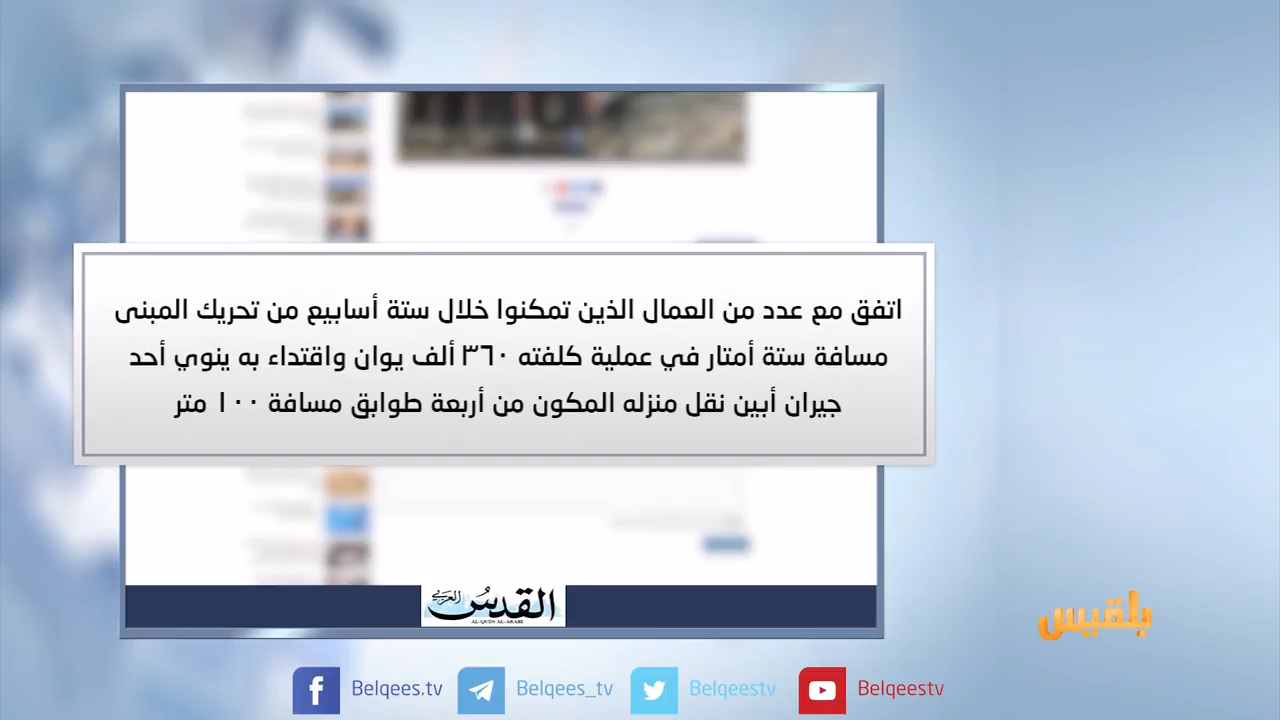 اتفق مع عدد من العمال الذين تمكنوا خلال ستة أسابيع من تحريك المبنى
مسافة ستة أمتار في عملية كلفته ٣٦٠ ألف يوان واقتداء به ينوي أحد
جيران أبين نقل منزله المكون من أربعة طوابق مسافة ١٠٠ متر
القدس العربي
AL-QUDS AL-ARABI
بلقيس
Belqees.tv
Belqees_tv
Belqeestv
Belqeestv